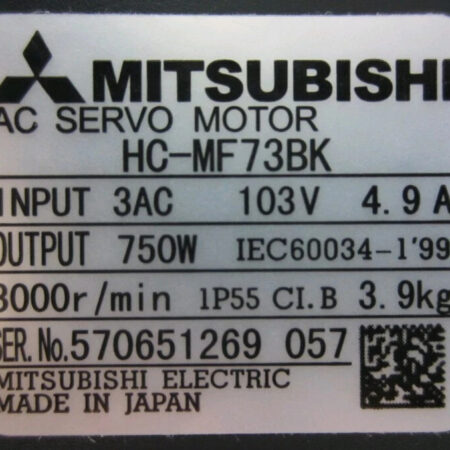 MITSUBISHI
AC SERVO MOTOR
HC-MF73BK
INPUT 3AC 103V 4.9A
OUTPUT 750W IEC60034-1'99
3000r/min IP55 CI.B 3.9kg
SER.No.570651269 057
MITSUBISHI ELECTRIC
MADE IN JAPAN